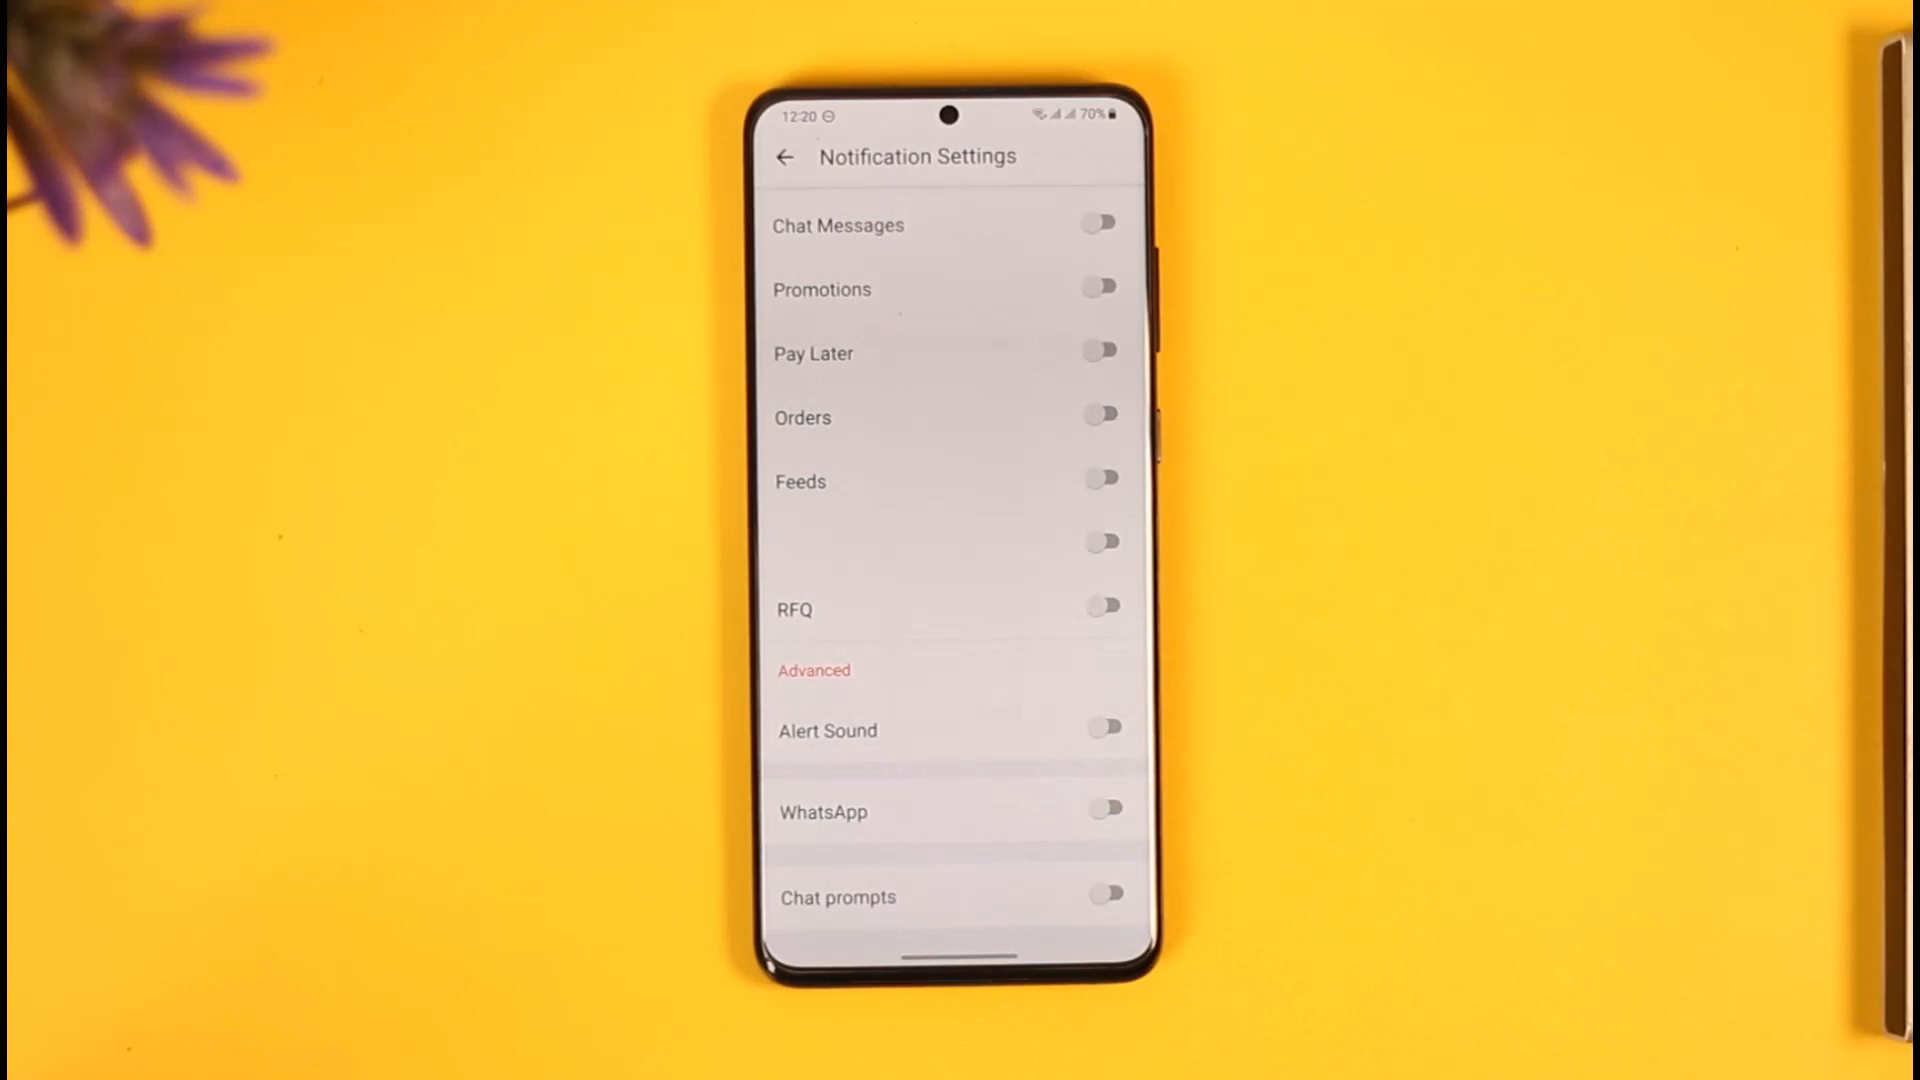 12:20 70%
Notification Settings
Chat Messages
Promotions
Pay Later
Orders
Feeds
RFQ
Advanced
Alert Sound
WhatsApp
Chat prompts